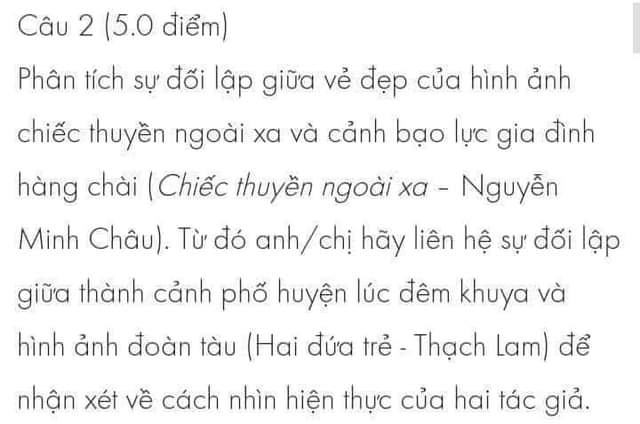 Câu 2 (5.0 điểm)
Phân tích sự đối lập giữa vẻ đẹp của hình ảnh
chiếc thuyền ngoài xa và cảnh bạo lực gia đình
hàng chài (Chiếc thuyền ngoài xa – Nguyễn
Minh Châu). Từ đó anh/chị hãy liên hệ sự đối lập
giữa thành cảnh phố huyện lúc đêm khuya và
hình ảnh đoàn tàu (Hai đứa trẻ - Thạch Lam) để
nhận xét về cách nhìn hiện thực của hai tác giả.